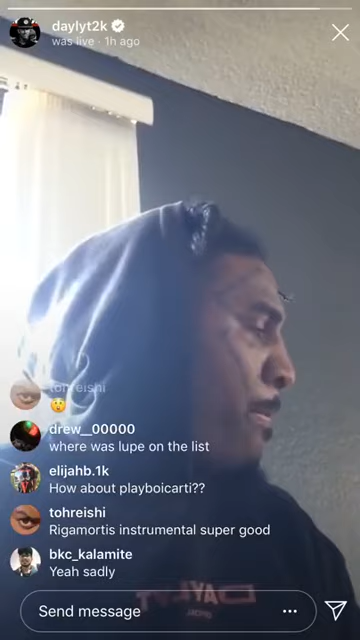 daylyt2k
was live · 1h ago
tohreishi
😲
drew__00000
where was lupe on the list
elijahb.1k
How about playboicarti??
tohreishi
Rigamortis instrumental super good
bkc_kalamite
Yeah sadly
Send message